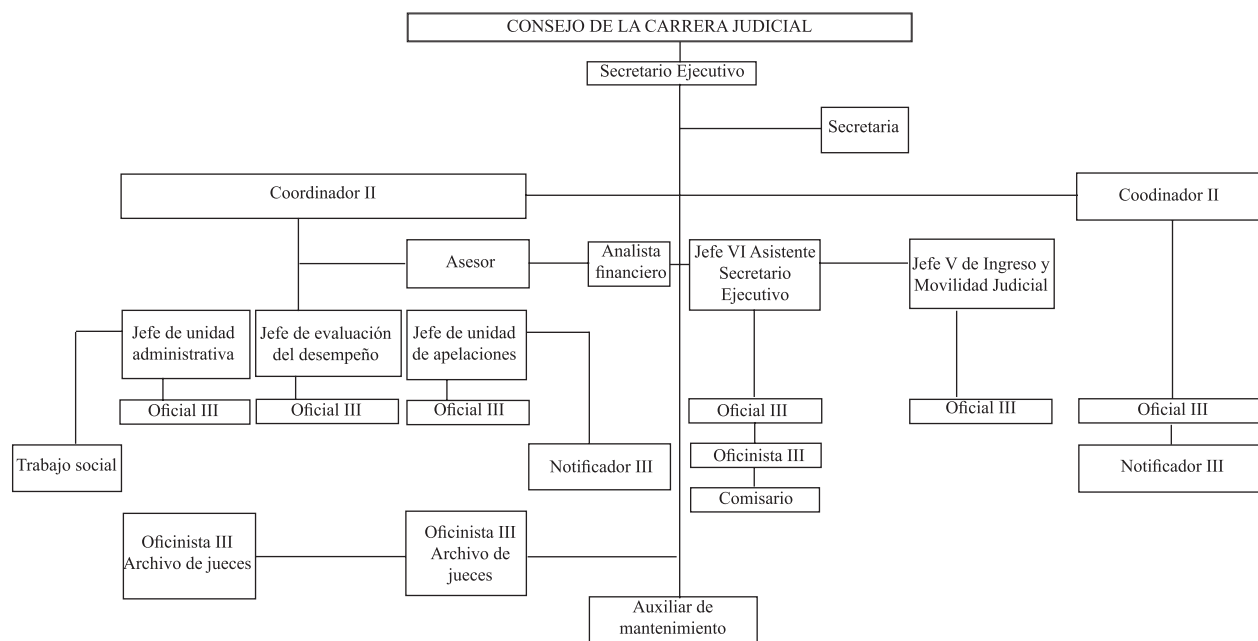 CONSEJO DE LA CARRERA JUDICIAL
Secretario Ejecutivo
Secretaria
Coordinador II
Coodinador II
Asesor
Analista
financiero
Jefe VI Asistente
Secretario
Ejecutivo
Jefe V de Ingreso y
Movilidad Judicial
Jefe de unidad
administrativa
Jefe de evaluación
del desempeño
Jefe de unidad
de apelaciones
Oficial III
Oficial III
Oficial III
Oficial III
Oficial III
Oficial III
Trabajo social
Notificador III
Oficinista III
Notificador III
Comisario
Oficinista III
Archivo de jueces
Oficinista III
Archivo de
jueces
Auxiliar de
mantenimiento